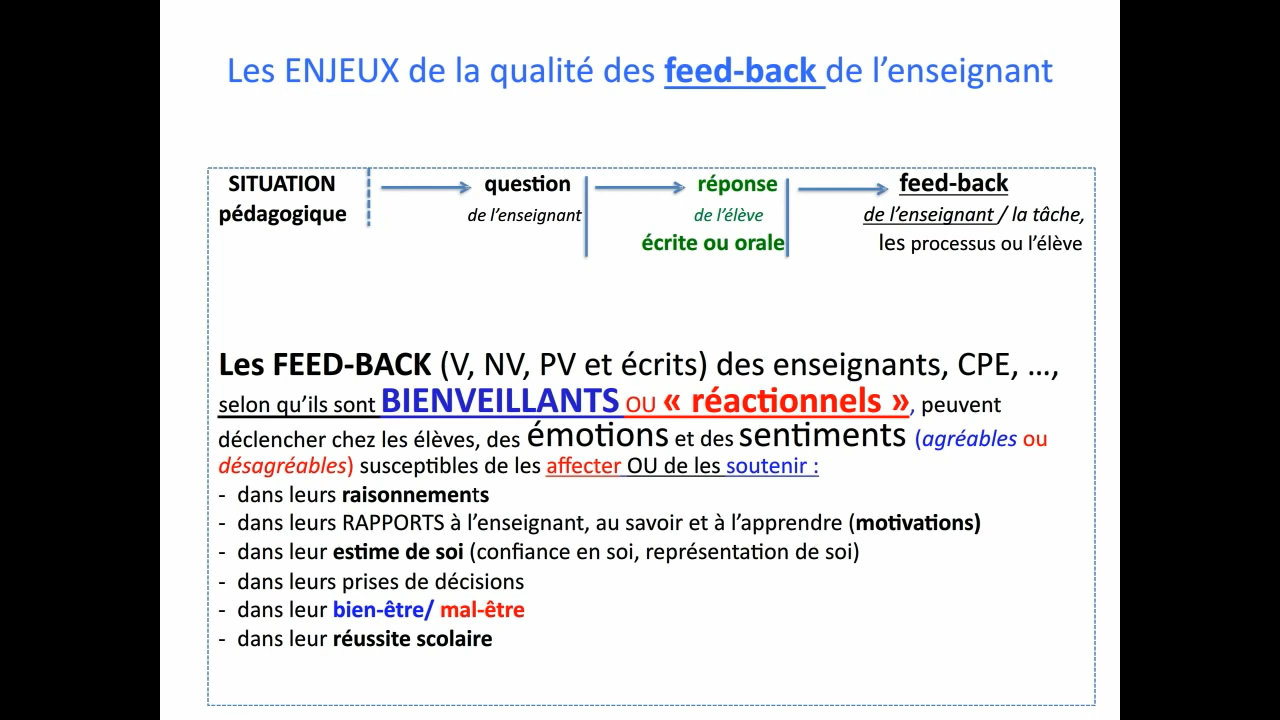 Les ENJEUX de la qualité des feed-back de l’enseignant
SITUATION question réponse feed-back
pédagogique de l’enseignant de l’élève de l’enseignant / la tâche,
écrite ou orale les processus ou l’élève
Les FEED-BACK (V, NV, PV et écrits) des enseignants, CPE, …,
selon qu’ils sont BIENVEILLANTS OU « réactionnels », peuvent
déclencher chez les élèves, des émotions et des sentiments (agréables ou
désagréables) susceptibles de les affecter OU de les soutenir :
- dans leurs raisonnements
- dans leurs RAPPORTS à l’enseignant, au savoir et à l’apprendre (motivations)
- dans leur estime de soi (confiance en soi, représentation de soi)
- dans leurs prises de décisions
- dans leur bien-être/ mal-être
- dans leur réussite scolaire